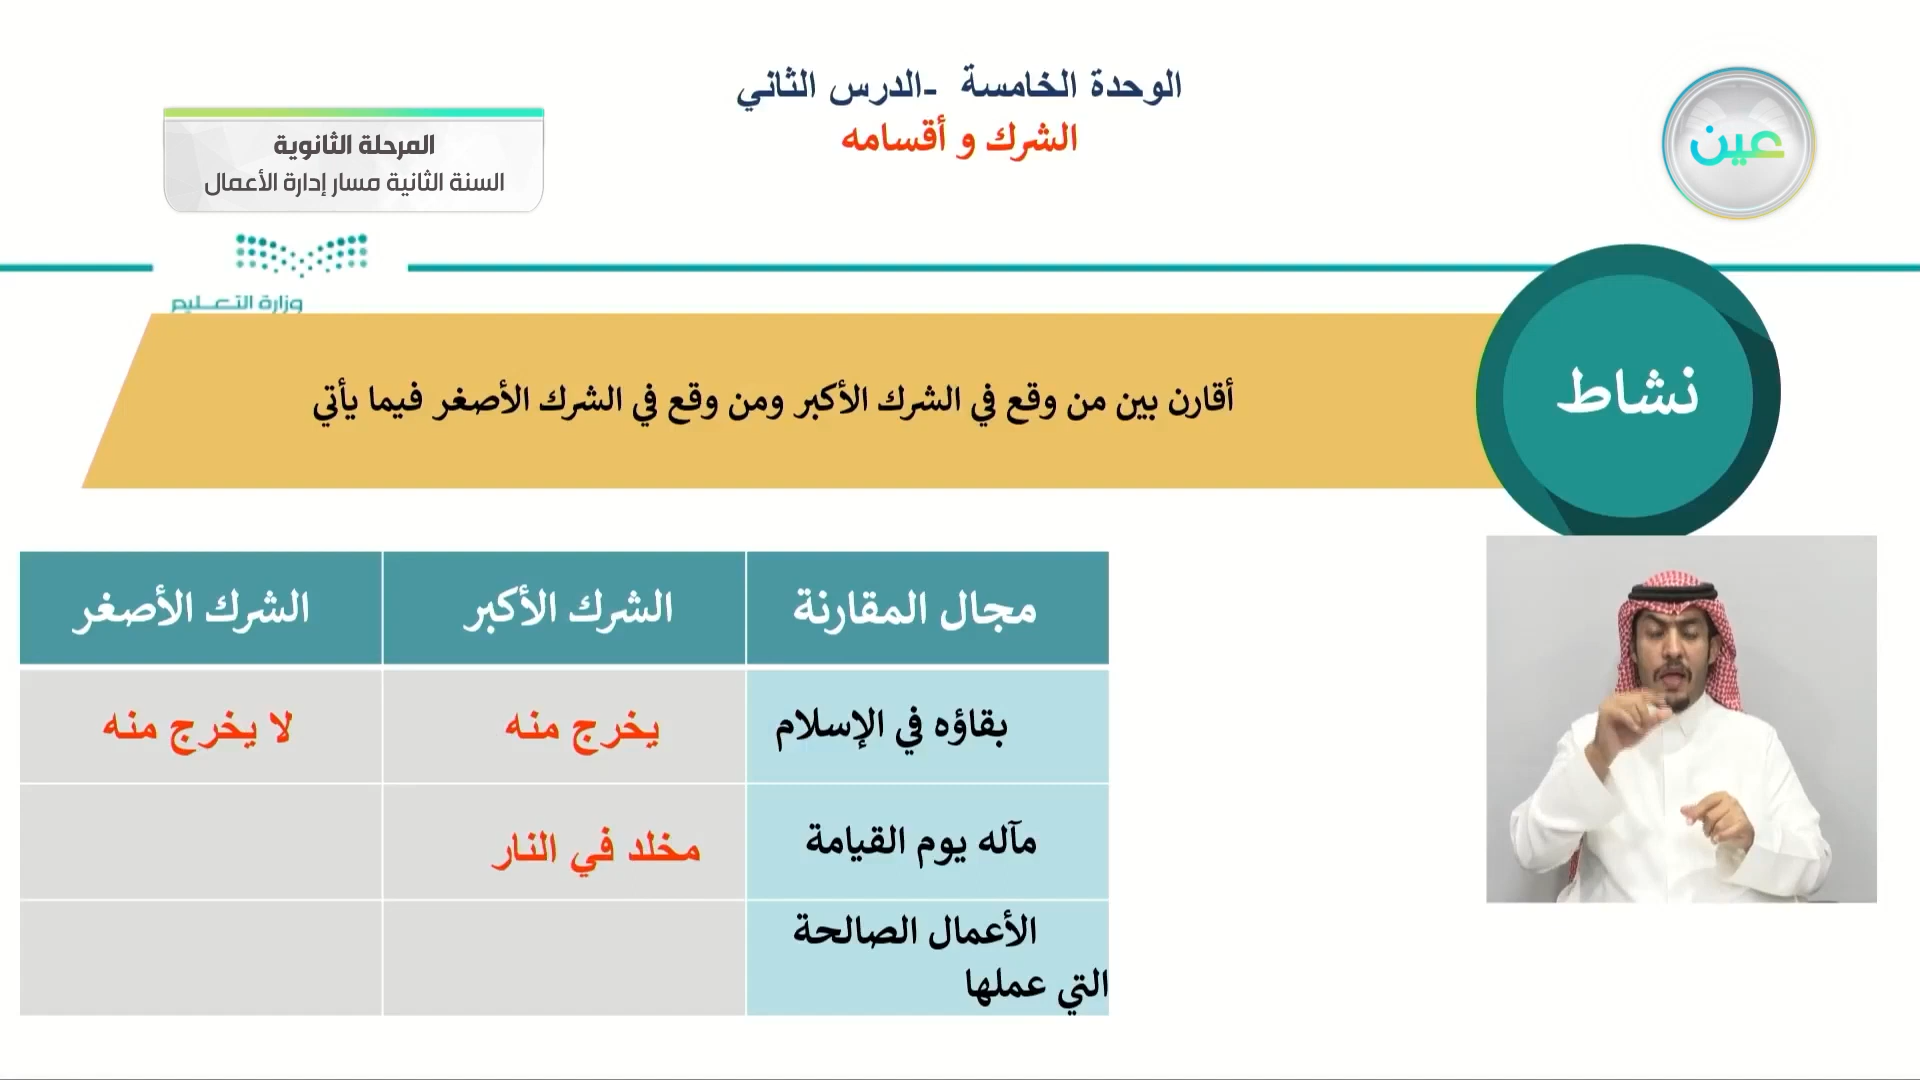 الوحدة الخامسة -الدرس الثاني
الشرك و أقسامه
عين
المرحلة الثانوية
السنة الثانية مسار إدارة الأعمال
وزارة التعـــليم
نشاط
أقارن بين من وقع في الشرك الأكبر ومن وقع في الشرك الأصغر فيما يأتي
مجال المقارنة الشرك الأكبر الشرك الأصغر
بقاؤه في الإسلام يخرج منه لا يخرج منه
مآله يوم القيامة مخلد في النار
الأعمال الصالحة
التي عملها